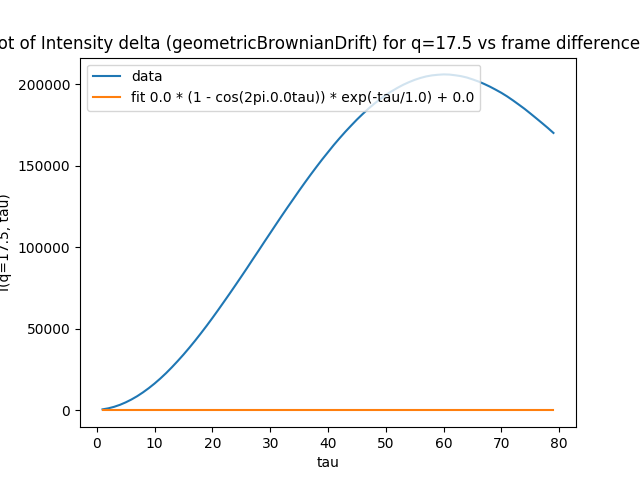 ot of Intensity delta (geometricBrownianDrift) for q=17.5 vs frame difference
data
fit 0.0 * (1 - cos(2pi.0.0tau)) * exp(-tau/1.0) + 0.0
I(q=17.5, tau)
200000
150000
100000
50000
0
0 10 20 30 40 50 60 70 80
tau